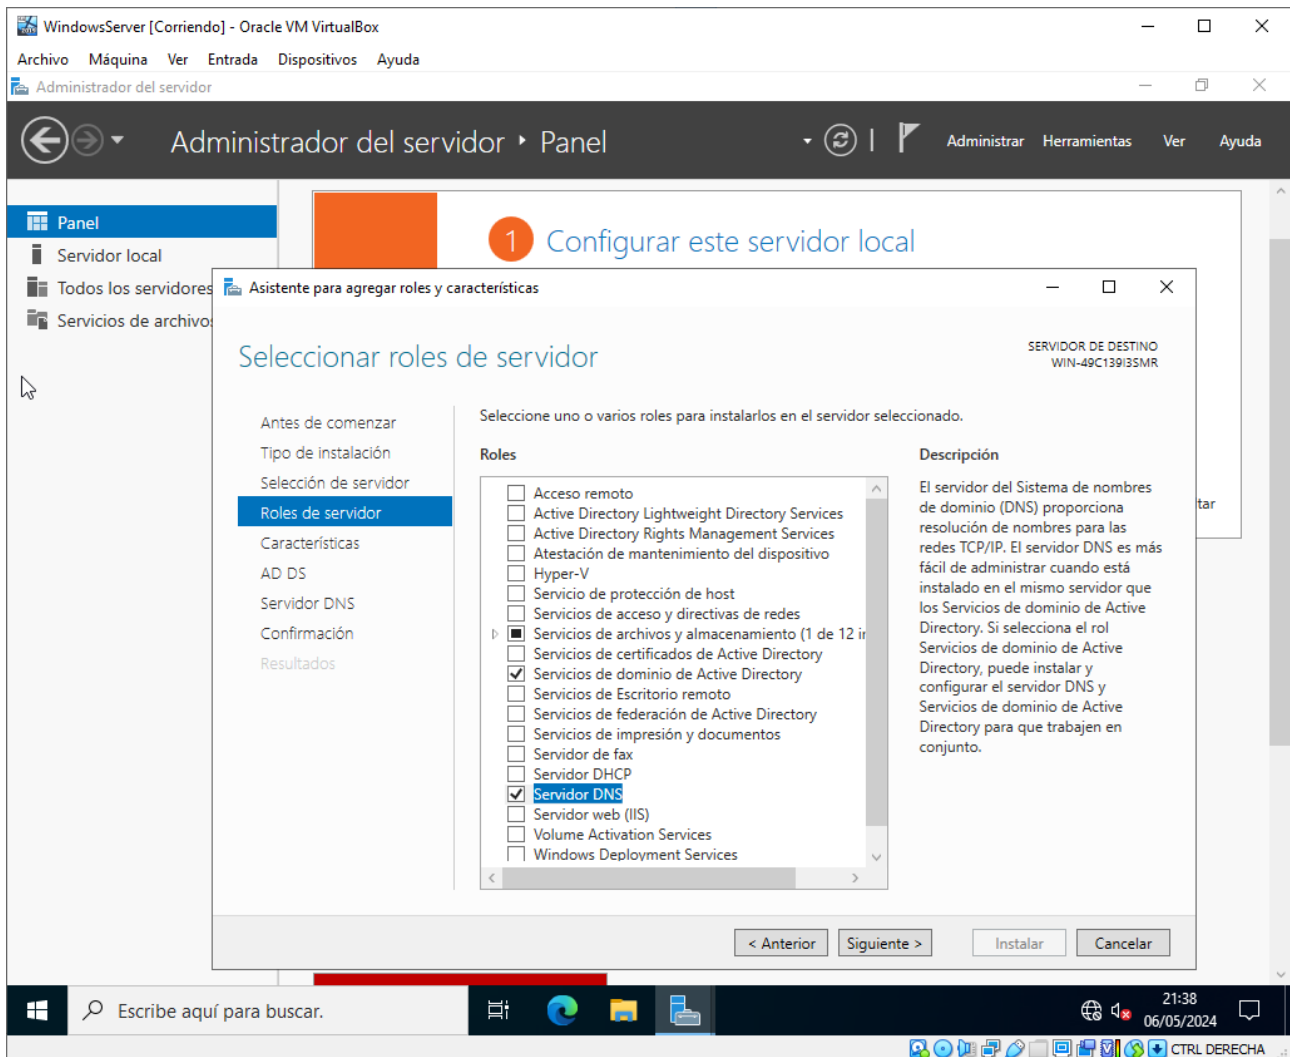 WindowsServer [Corriendo] - Oracle VM VirtualBox
Archivo Máquina Ver Entrada Dispositivos Ayuda
Administrador del servidor
Administrador del servidor ‣ Panel
Administrar Herramientas Ver Ayuda
Panel
Servidor local
Todos los servidores
Servicios de archivos
1 Configurar este servidor local
tar
Asistente para agregar roles y características
Seleccionar roles de servidor
SERVIDOR DE DESTINO
WIN-49C139I3SMR
Antes de comenzar
Tipo de instalación
Selección de servidor
Roles de servidor
Características
AD DS
Servidor DNS
Confirmación
Resultados
Seleccione uno o varios roles para instalarlos en el servidor seleccionado.
Roles
Acceso remoto
Active Directory Lightweight Directory Services
Active Directory Rights Management Services
Atestación de mantenimiento del dispositivo
Hyper-V
Servicio de protección de host
Servicios de acceso y directivas de redes
Servicios de archivos y almacenamiento (1 de 12 in
Servicios de certificados de Active Directory
Servicios de dominio de Active Directory
Servicios de Escritorio remoto
Servicios de federación de Active Directory
Servicios de impresión y documentos
Servidor de fax
Servidor DHCP
Servidor DNS
Servidor web (IIS)
Volume Activation Services
Windows Deployment Services
Descripción
El servidor del Sistema de nombres
de dominio (DNS) proporciona
resolución de nombres para las
redes TCP/IP. El servidor DNS es más
fácil de administrar cuando está
instalado en el mismo servidor que
los Servicios de dominio de Active
Directory. Si selecciona el rol
Servicios de dominio de Active
Directory, puede instalar y
configurar el servidor DNS y
Servicios de dominio de Active
Directory para que trabajen en
conjunto.
< Anterior
Siguiente >
Instalar
Cancelar
Escribe aquí para buscar.
21:38
06/05/2024
CTRL DERECHA